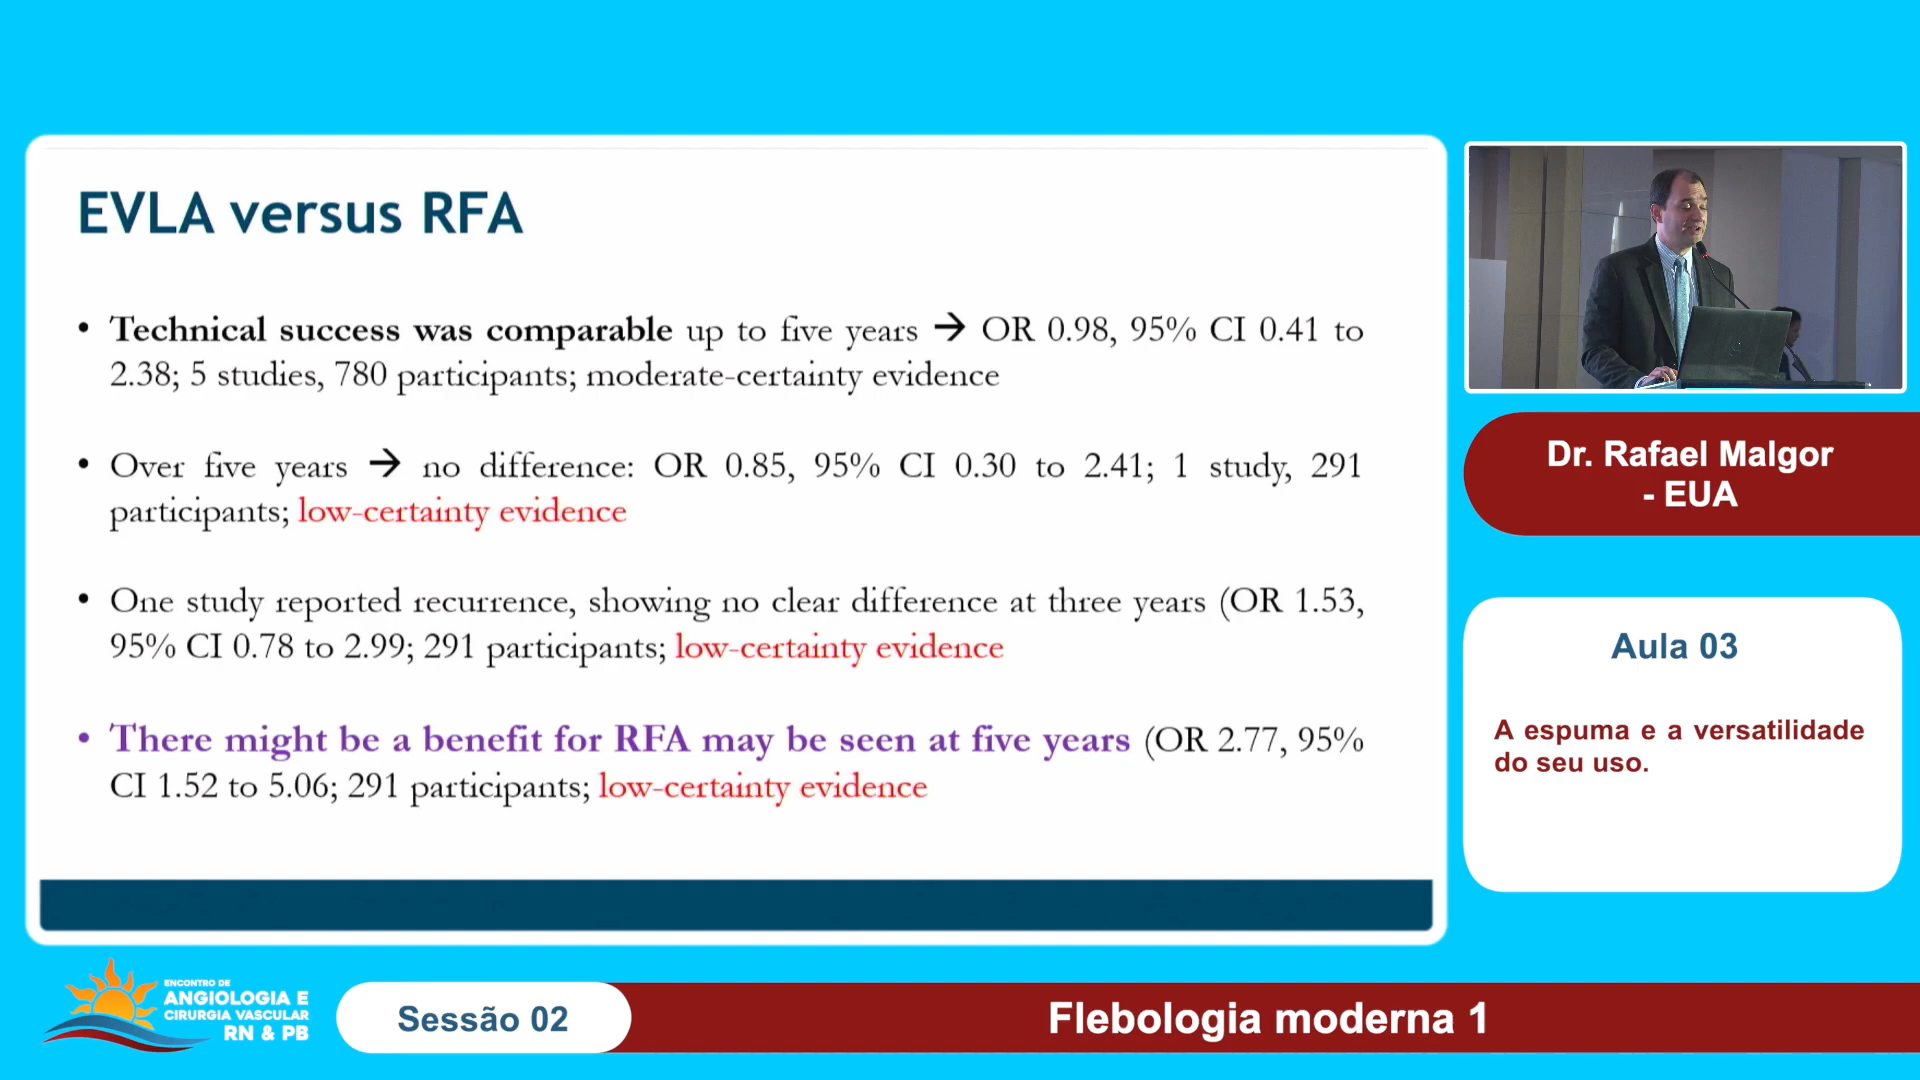 EVLA versus RFA
• Technical success was comparable up to five years → OR 0.98, 95% CI 0.41 to
2.38; 5 studies, 780 participants; moderate-certainty evidence
• Over five years → no difference: OR 0.85, 95% CI 0.30 to 2.41; 1 study, 291
participants; low-certainty evidence
• One study reported recurrence, showing no clear difference at three years (OR 1.53,
95% CI 0.78 to 2.99; 291 participants; low-certainty evidence
• There might be a benefit for RFA may be seen at five years (OR 2.77, 95%
CI 1.52 to 5.06; 291 participants; low-certainty evidence
Dr. Rafael Malgor
- EUA
Aula 03
A espuma e a versatilidade
do seu uso.
ENCONTRO DE
ANGIOLOGIA E
CIRURGIA VASCULAR
RN & PB
Sessão 02
Flebologia moderna 1